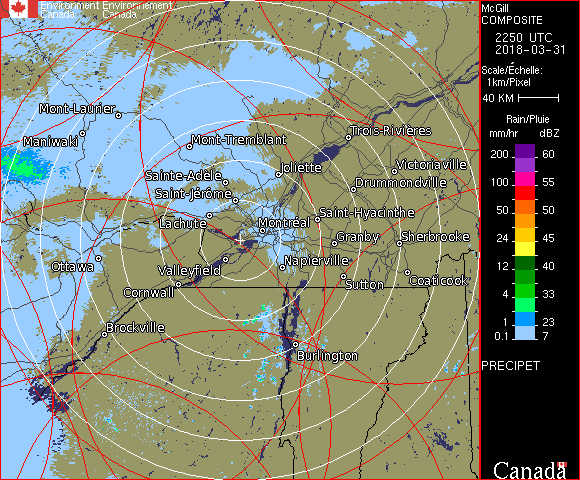 Environment Environnement
Canada Canada
McGill
COMPOSITE
2250 UTC
2018-03-31
Scale/Échelle:
1km/Pixel
40 KM
Rain/Pluie
mm/hr dBZ
200 60
100 55
50 50
24 45
12 40
4 33
1 23
0.1 7
PRECIPET
Canada
Mont-Laurier
Maniwaki
Mont-Tremblant
Trois-Rivières
Joliette
Victoriaville
Sainte-Adèle
Drummondville
Saint-Jérôme
Lachute
Saint-Hyacinthe
Montréal
Granby
Sherbrooke
Ottawa
Valleyfield
Napierville
Cornwall
Sutton
Coaticook
Brockville
Burlington